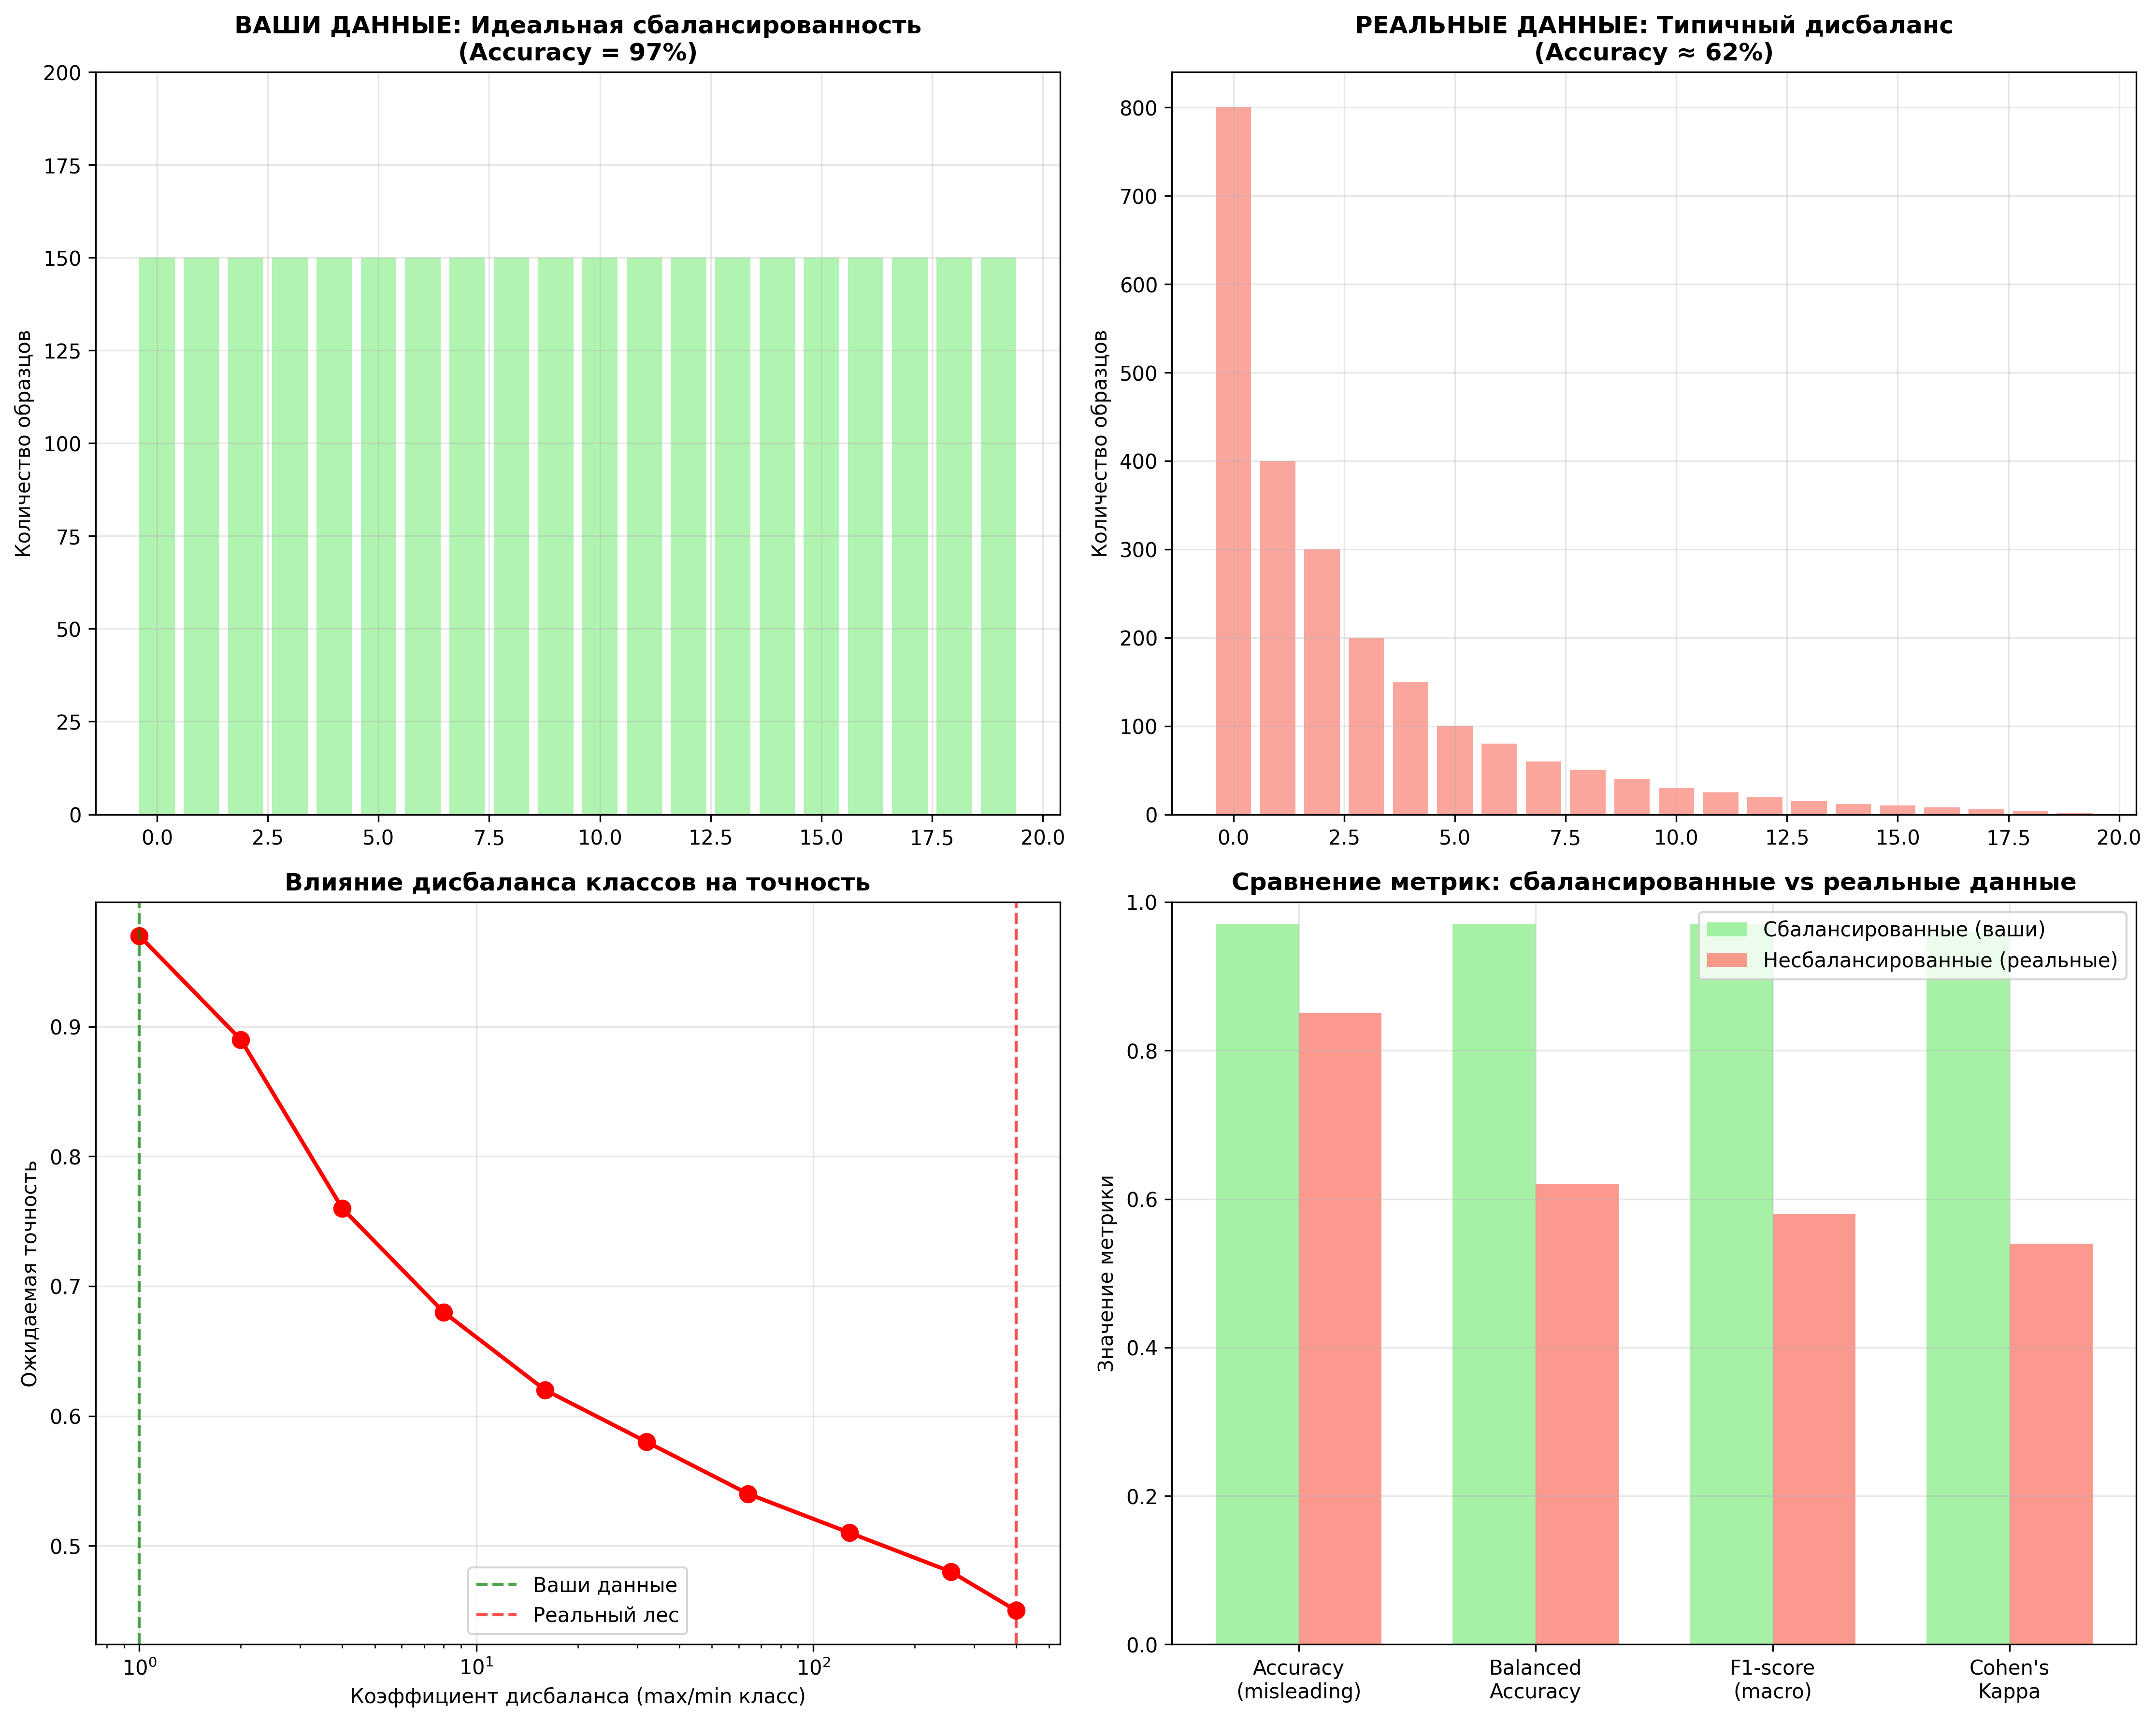 ВАШИ ДАННЫЕ: Идеальная сбалансированность
(Accuracy = 97%)
200
175
150
125
100
75
50
25
0
Количество образцов
0.0 2.5 5.0 7.5 10.0 12.5 15.0 17.5 20.0
РЕАЛЬНЫЕ ДАННЫЕ: Типичный дисбаланс
(Accuracy ≈ 62%)
800
700
600
500
400
300
200
100
0
Количество образцов
0.0 2.5 5.0 7.5 10.0 12.5 15.0 17.5 20.0
Влияние дисбаланса классов на точность
0.9
0.8
0.7
0.6
0.5
Ожидаемая точность
Ваши данные
Реальный лес
10⁰ 10¹ 10²
Коэффициент дисбаланса (max/min класс)
Сравнение метрик: сбалансированные vs реальные данные
1.0
0.8
0.6
0.4
0.2
0.0
Значение метрики
Сбалансированные (ваши)
Несбалансированные (реальные)
Accuracy
(misleading)
Balanced
Accuracy
F1-score
(macro)
Cohen's
Kappa